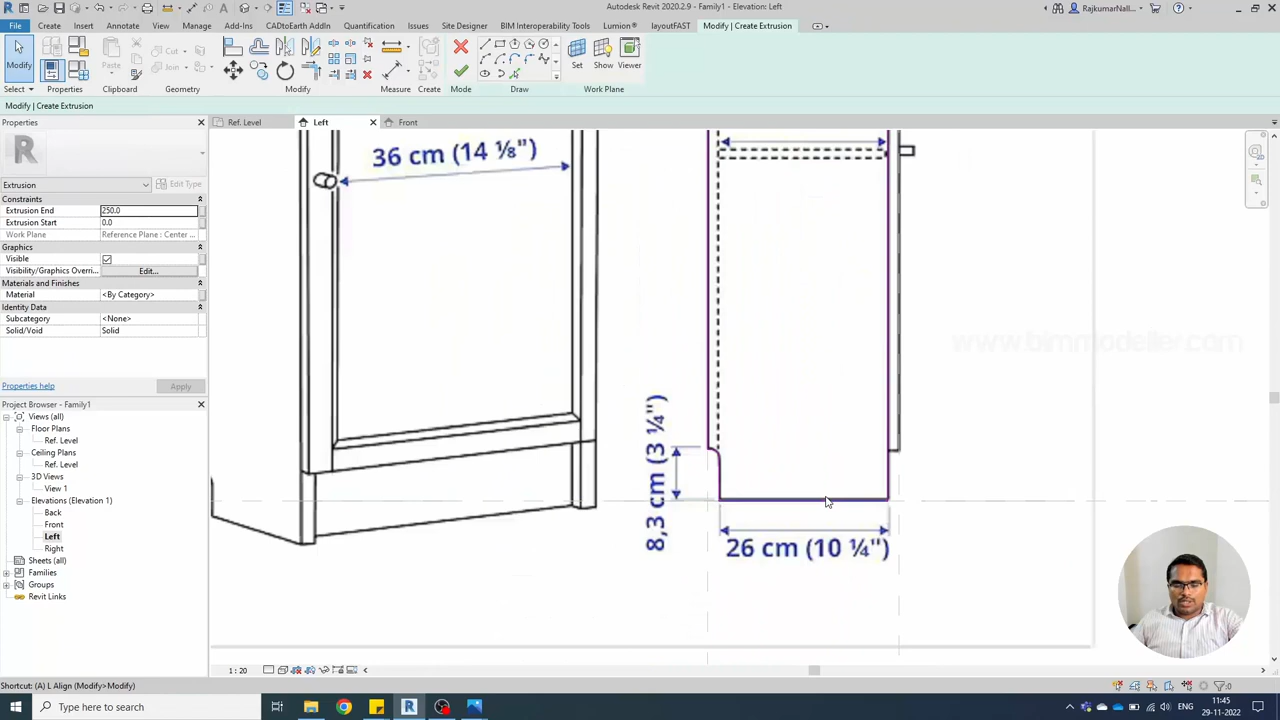 Autodesk Revit 2020.2.9 - Family1 - Elevation: Left
RajkumarNall...
File
Create
Insert
Annotate
View
Manage
Add-Ins
CADtoEarth AddIn
Quantification
Issues
Site Designer
BIM Interoperability Tools
Lumion®
layoutFAST
Modify | Create Extrusion
Modify
Paste
Cut
Join
Set
Show
Viewer
Select
Properties
Clipboard
Geometry
Modify
Measure
Create
Mode
Draw
Work Plane
Modify | Create Extrusion
Properties
Ref. Level
Left
Front
Extrusion
Edit Type
Constraints
Extrusion End 250.0
Extrusion Start 0.0
Work Plane Reference Plane : Center ...
Graphics
Visible
Visibility/Graphics Overri... Edit...
Materials and Finishes
Material <By Category>
Identity Data
Subcategory <None>
Solid/Void Solid
Properties help
Apply
Project Browser - Family1
Views (all)
Floor Plans
Ref. Level
Ceiling Plans
Ref. Level
3D Views
View 1
Elevations (Elevation 1)
Back
Front
Left
Right
Sheets (all)
Families
Groups
Revit Links
36 cm (14 ⅛")
8,3 cm (3 ¼")
26 cm (10 ¼")
www.bimmodeller.com
1 : 20
Shortcut: (A) L Align (Modify>Modify)
:0
Type here to search
ENG
11:45
29-11-2022